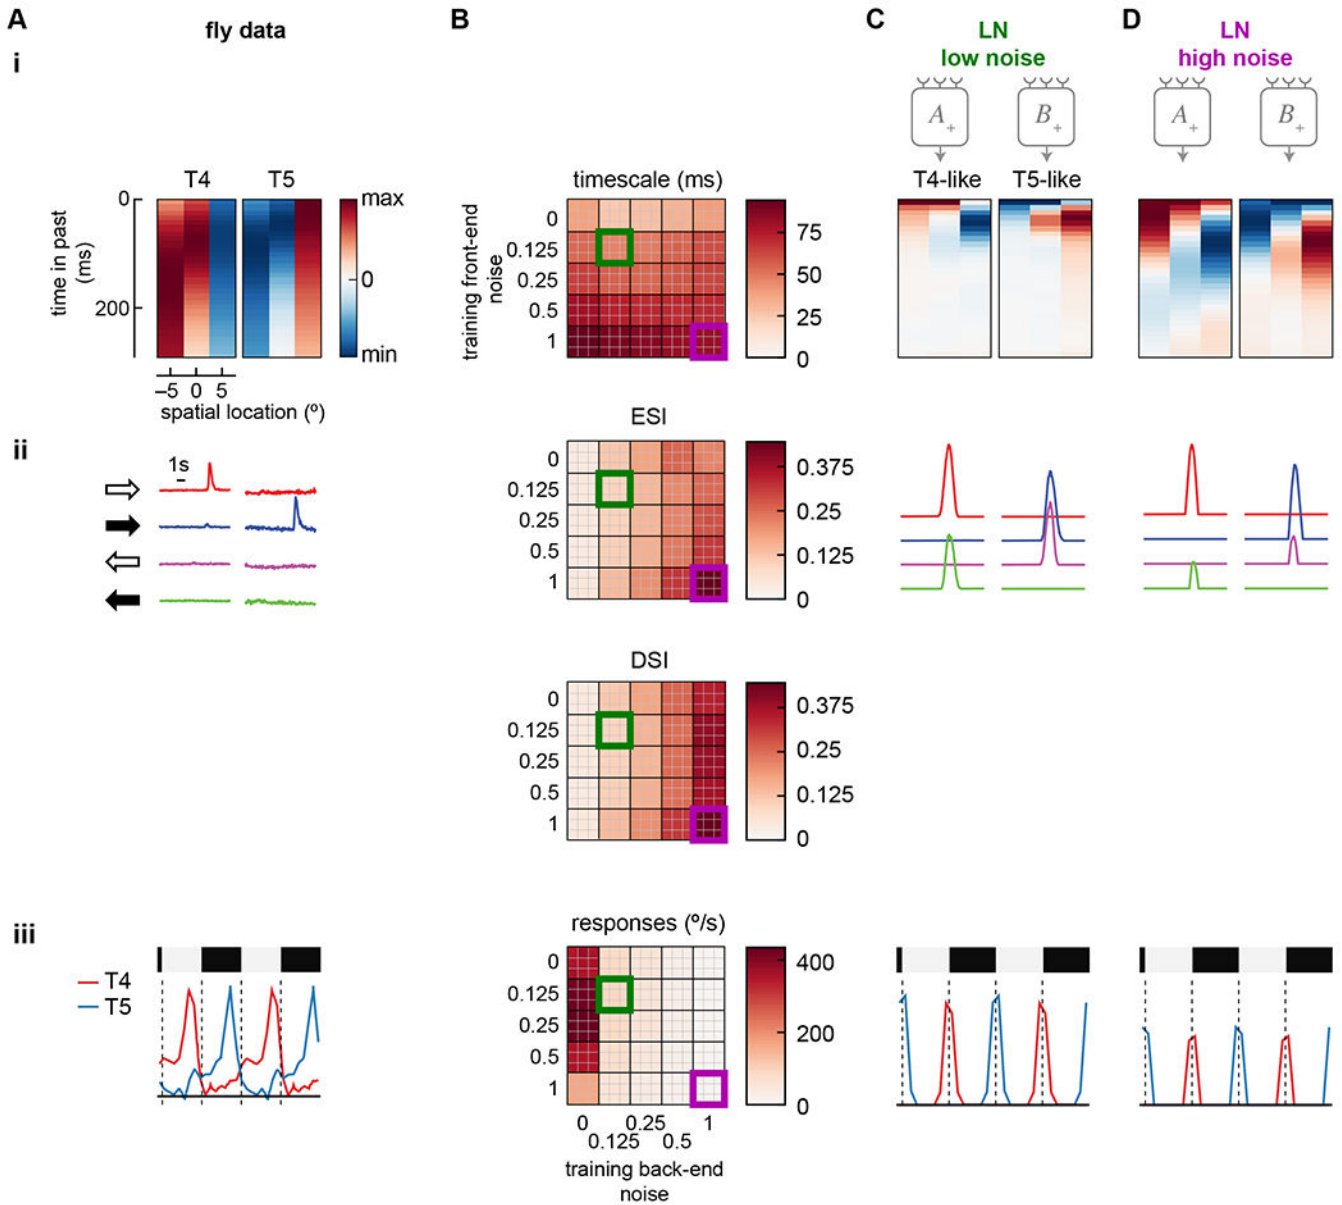 A
fly data
B
C
LN
low noise
D
LN
high noise
i
A+
B+
A+
B+
T4
T5
timescale (ms)
T4-like
T5-like
0
200
time in past
(ms)
max
0
min
–5
0
5
spatial location (º)
training front-end
noise
0
0.125
0.25
0.5
1
75
50
25
0
ii
1s
ESI
0
0.125
0.25
0.5
1
0.375
0.25
0.125
0
DSI
0
0.125
0.25
0.5
1
0.375
0.25
0.125
0
iii
T4
T5
responses (º/s)
0
0.125
0.25
0.5
1
400
200
0
0
0.125
0.25
0.5
1
training back-end
noise